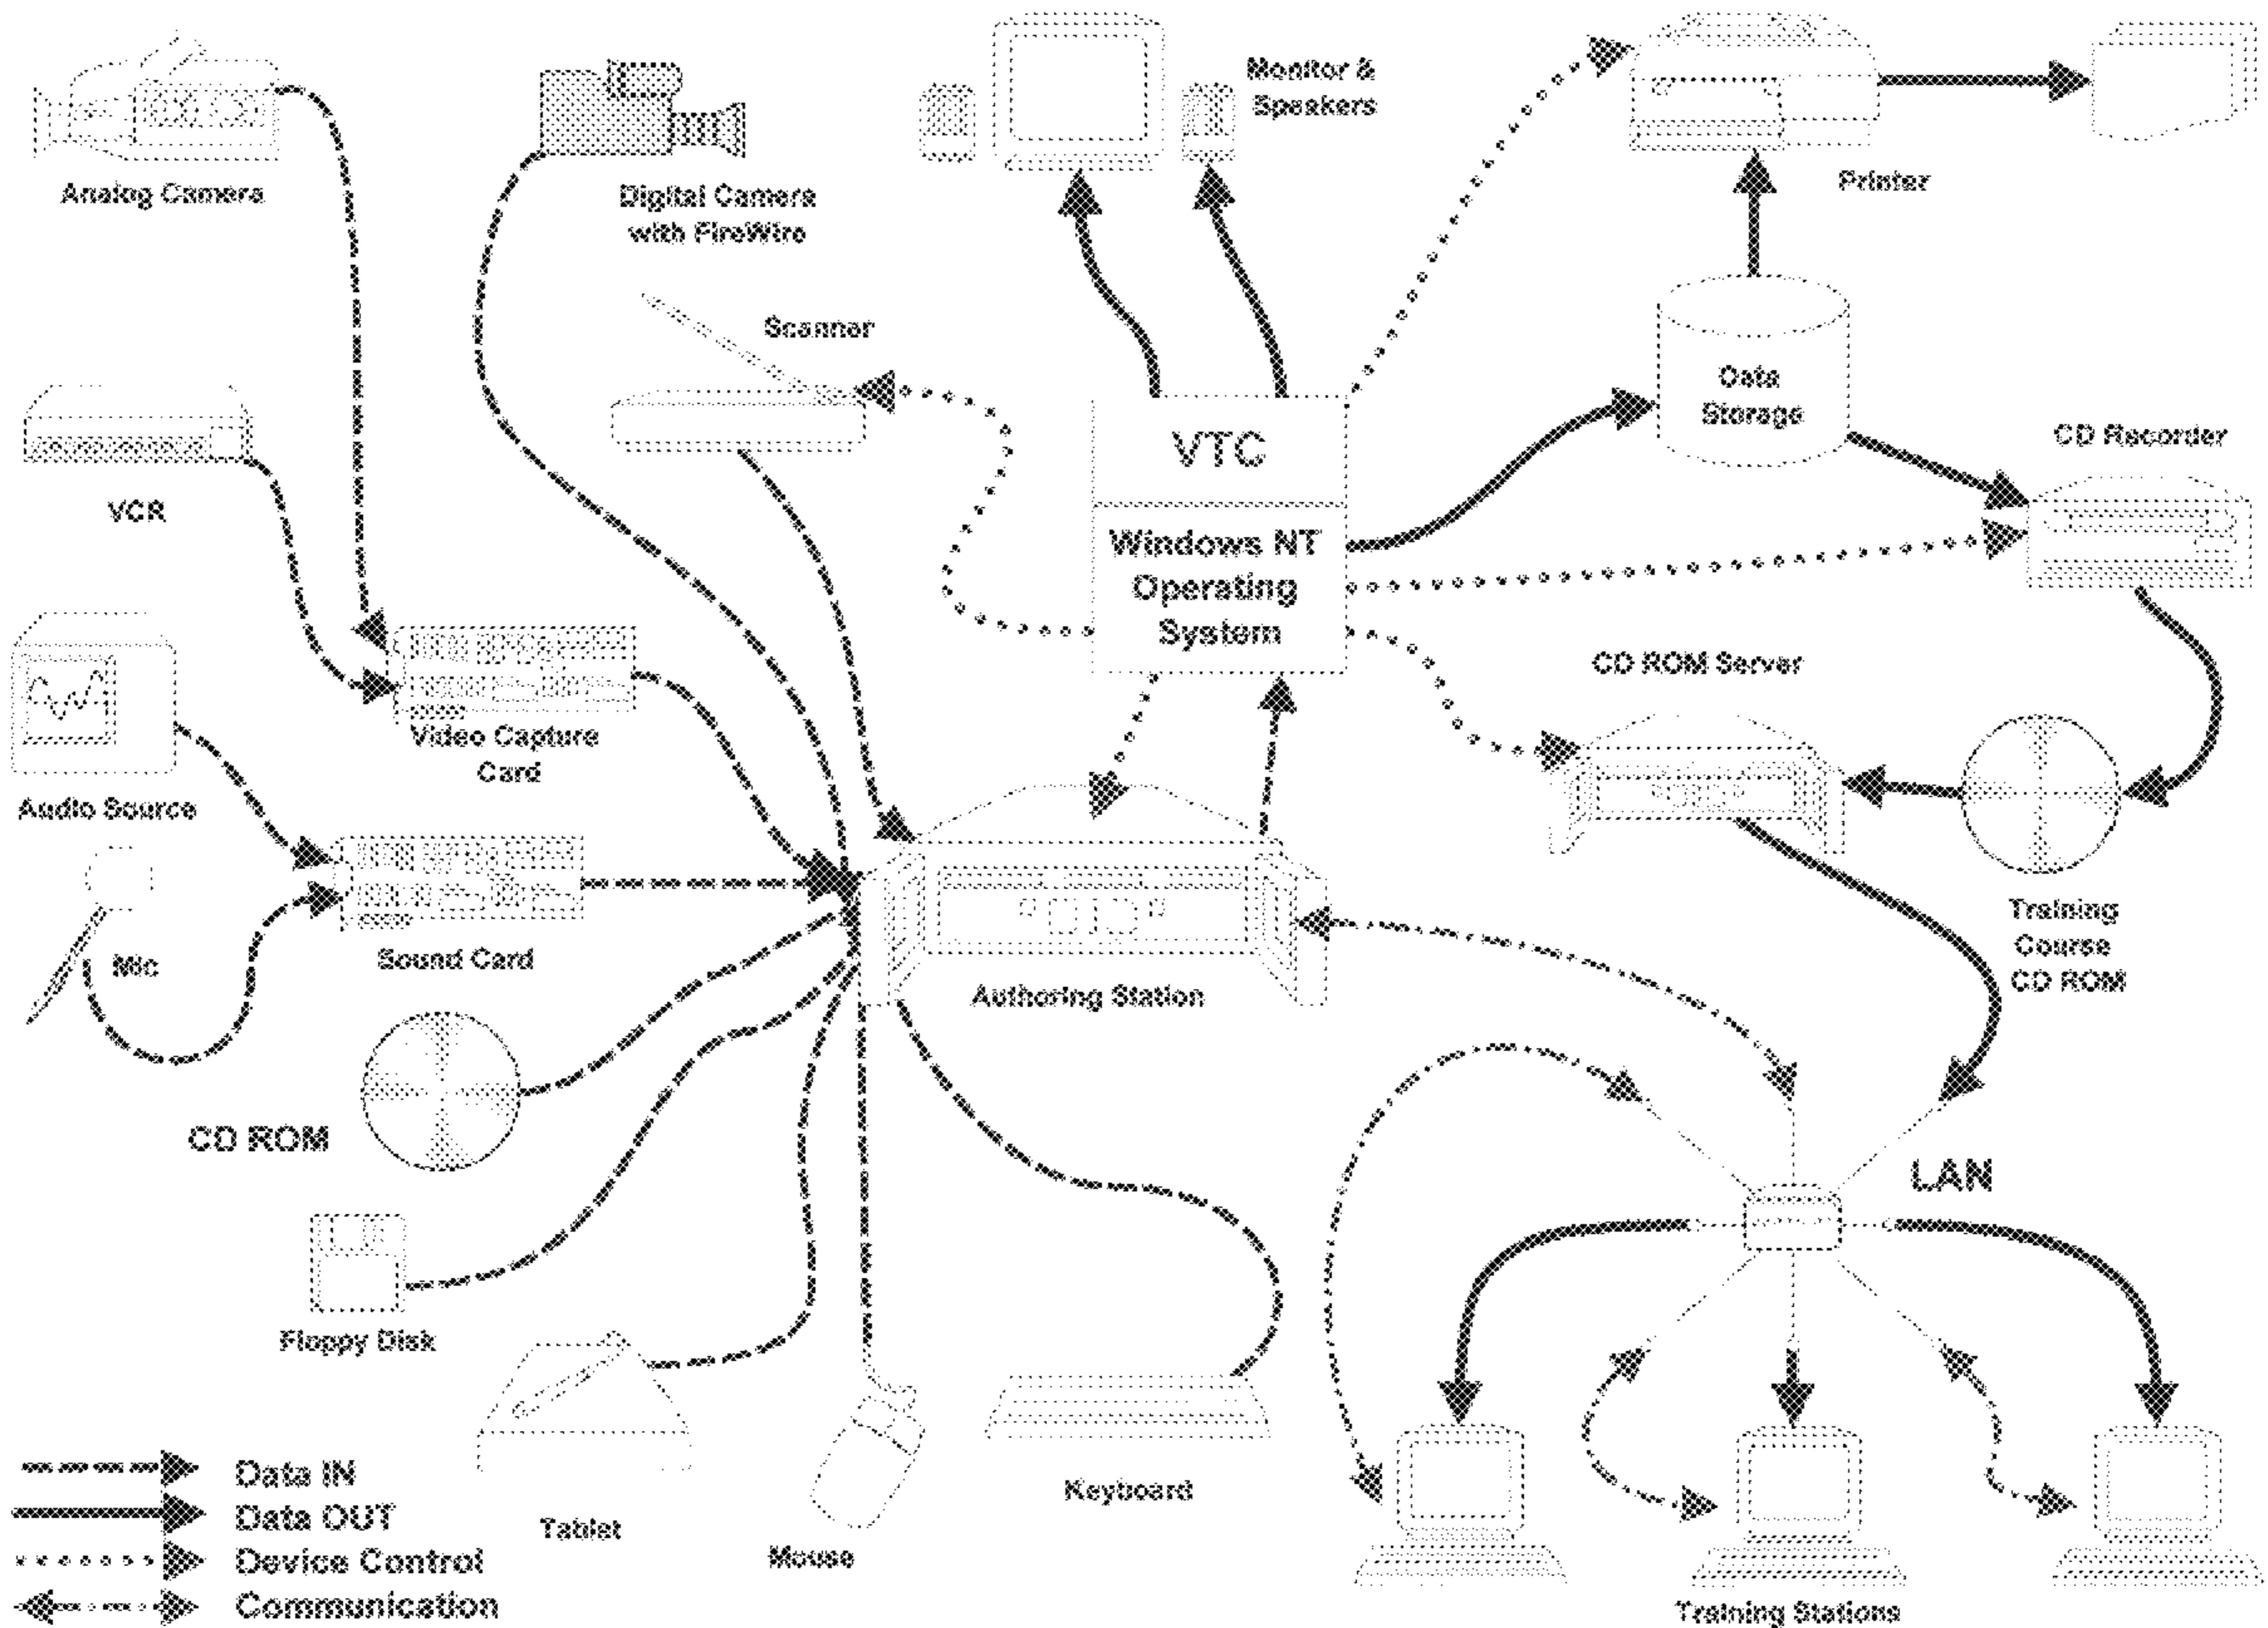 Monitor &
Speakers
Analog Camera
Digital Camera
with FireWire
Printer
Scanner
Data
Storage
VTC
CD Recorder
VCR
Windows NT
Operating
System
CD ROM Server
Video Capture
Card
Audio Source
Training
Course
CD ROM
Mic
Sound Card
Authoring Station
CD ROM
LAN
Floppy Disk
Keyboard
Tablet
Mouse
Data IN
Data OUT
Device Control
Communication
Training Stations